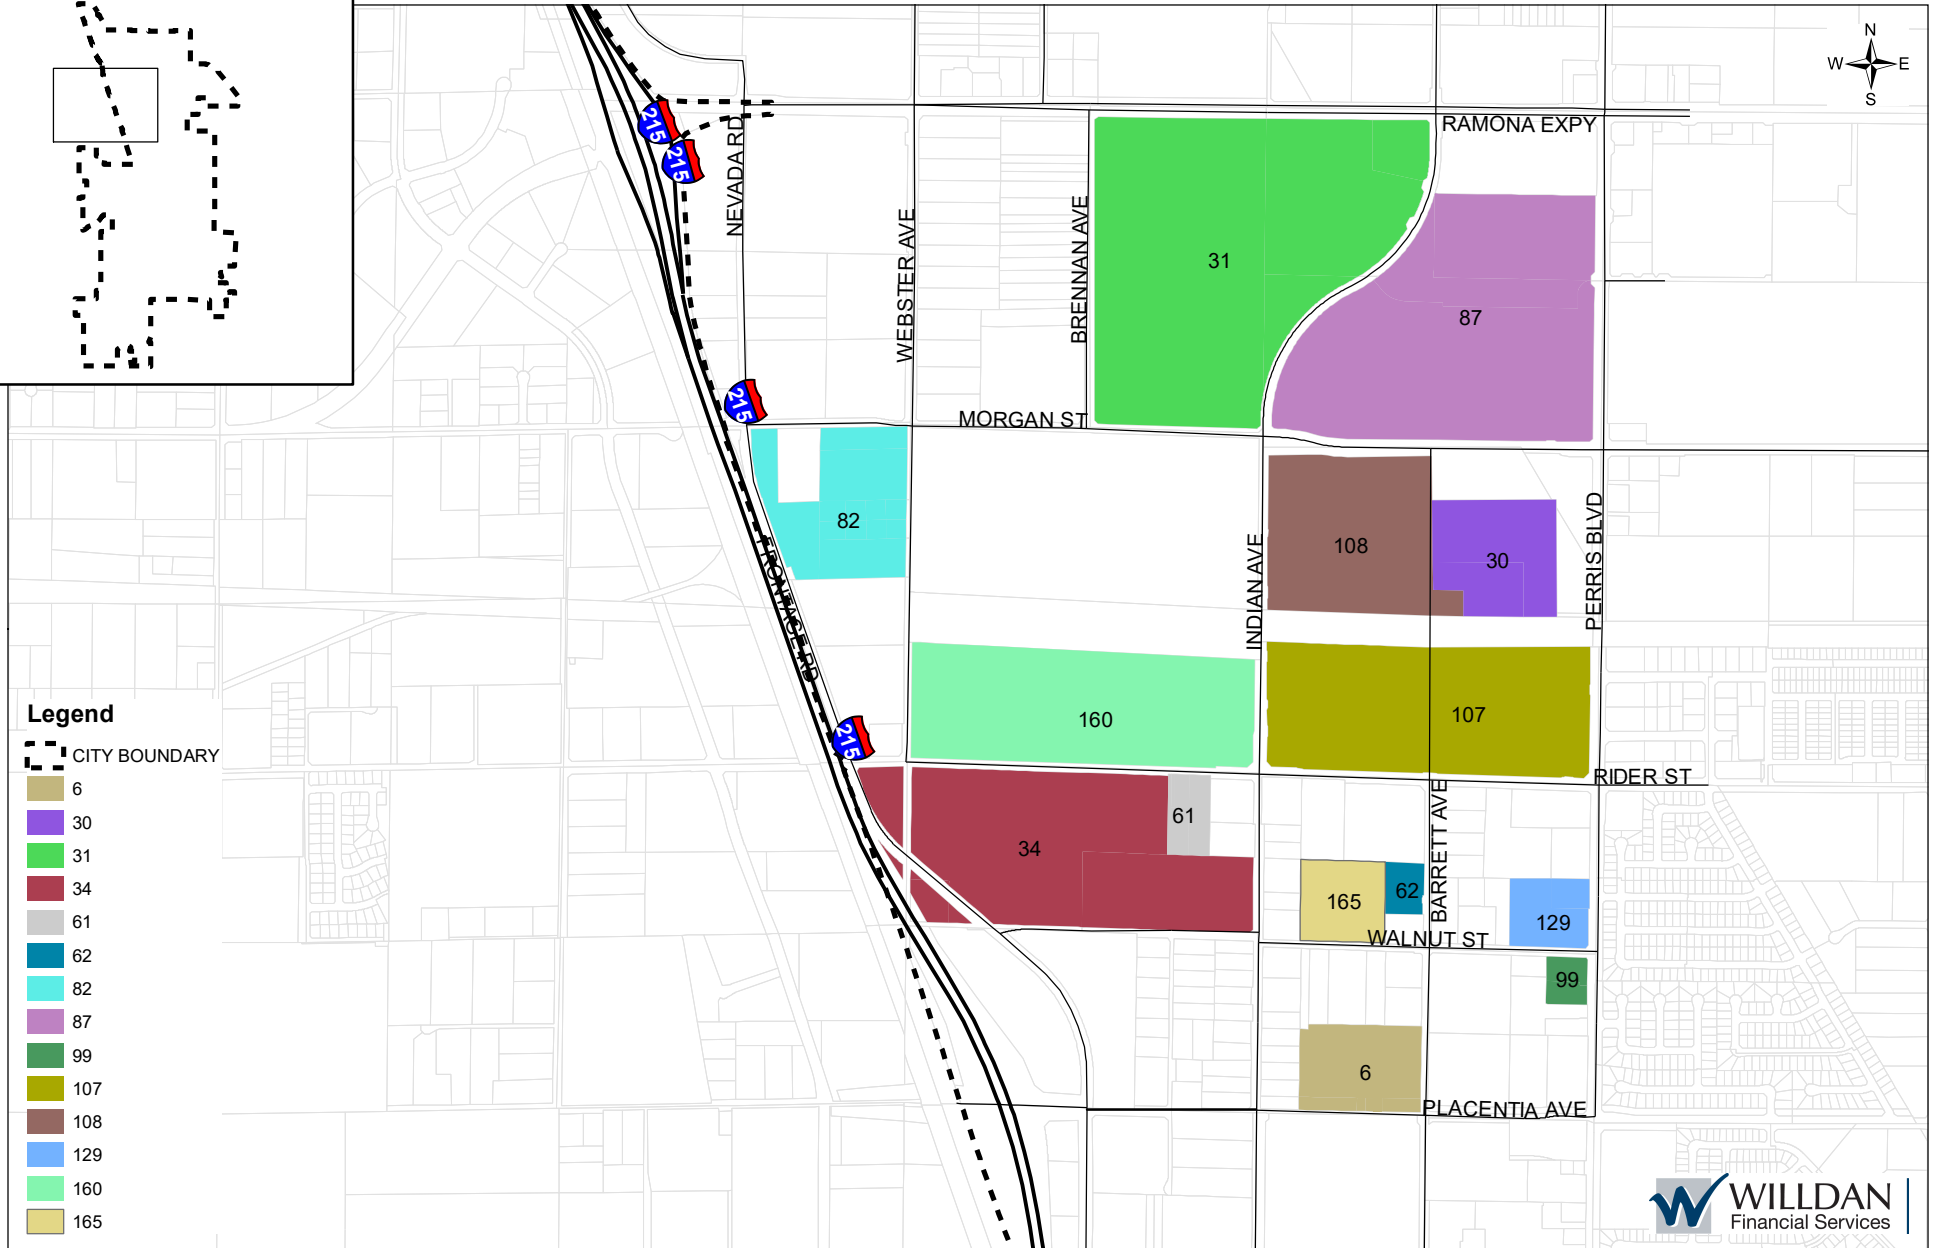 N
W E
S
RAMONA EXPY
215
215
NEVADA RD
WEBSTER AVE
BRENNAN AVE
31
87
215
MORGAN ST
82
108
30
FRONTAGE RD
INDIAN AVE
PERRIS BLVD
160
107
215
RIDER ST
34
61
BARRETT AVE
165
62
129
WALNUT ST
99
6
PLACENTIA AVE
Legend
CITY BOUNDARY
6
30
31
34
61
62
82
87
99
107
108
129
160
165
W WILLDAN
Financial Services